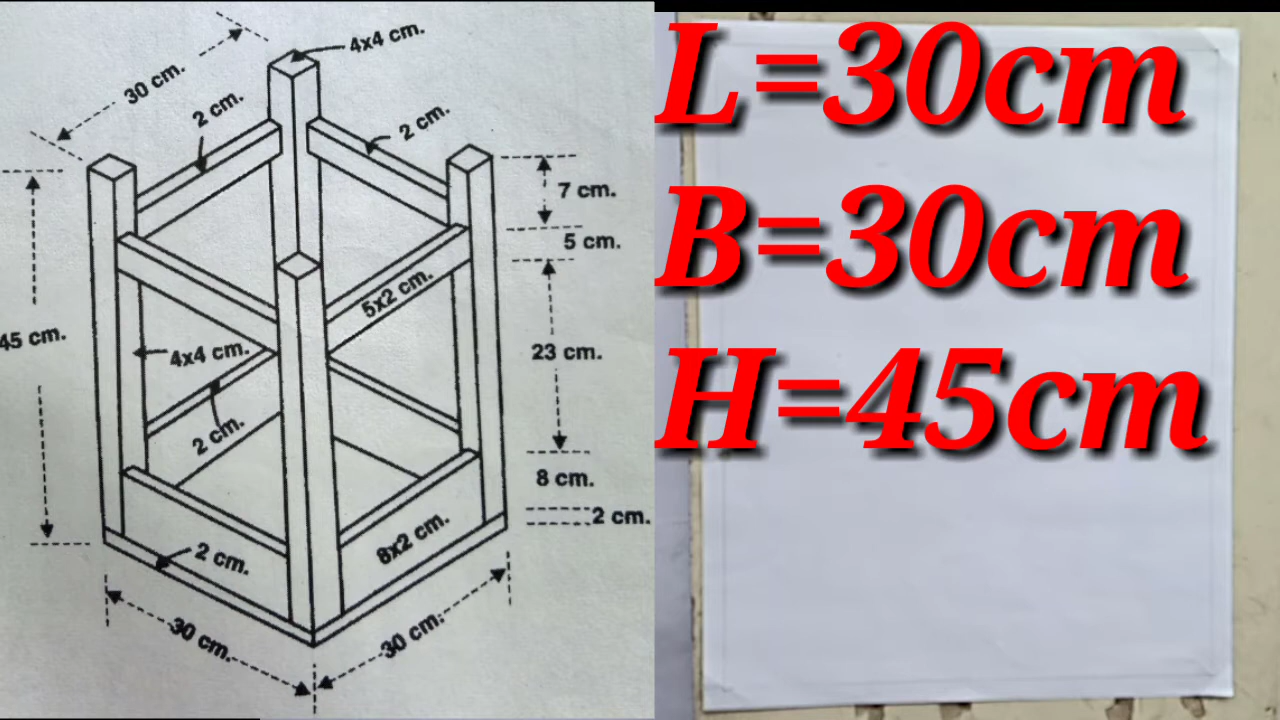 4x4 cm.
30 cm.
2 cm.
2 cm.
7 cm.
5 cm.
5x2 cm.
45 cm.
4x4 cm.
23 cm.
2 cm.
8 cm.
2 cm.
8x2 cm.
2 cm.
30 cm.
30 cm.
L=30cm
B=30cm
H=45cm